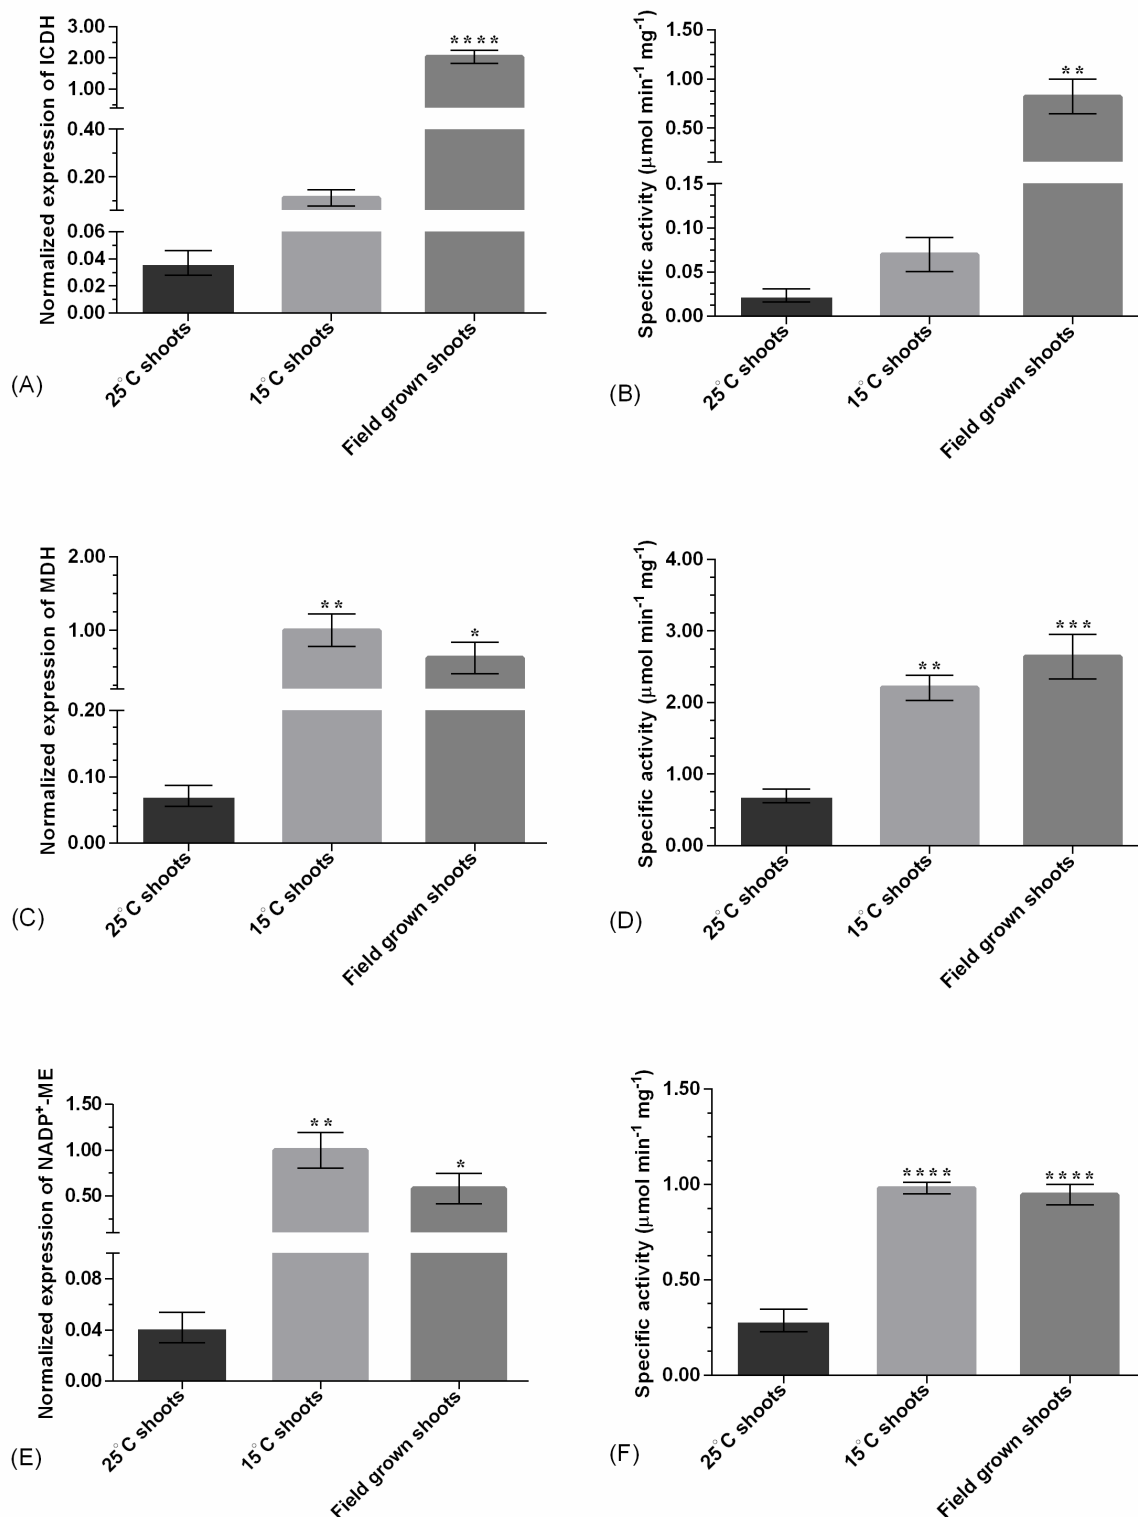 Normalized expression of ICDH
3.00
2.00
1.00
0.40
0.20
0.06
0.04
0.02
0.00
****
25°C shoots
15°C shoots
Field grown shoots
(A)
Specific activity (µmol min-1 mg-1)
1.50
1.00
0.50
0.15
0.10
0.05
0.00
**
25°C shoots
15°C shoots
Field grown shoots
(B)
Normalized expression of MDH
2.00
1.00
0.20
0.10
0.00
**
*
25°C shoots
15°C shoots
Field grown shoots
(C)
Specific activity (µmol min-1 mg-1)
4.00
3.00
2.00
1.00
0.00
**
***
25°C shoots
15°C shoots
Field grown shoots
(D)
Normalized expression of NADP+-ME
1.50
1.00
0.50
0.08
0.04
0.00
**
*
25°C shoots
15°C shoots
Field grown shoots
(E)
Specific activity (µmol min-1 mg-1)
1.50
1.00
0.50
0.00
****
****
25°C shoots
15°C shoots
Field grown shoots
(F)